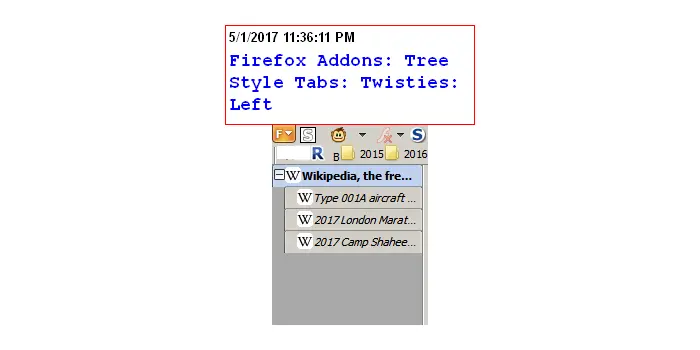 5/1/2017 11:36:11 PM
Firefox Addons: Tree
Style Tabs: Twisties:
Left
F S S
R B 2015 2016
W Wikipedia, the fre...
W Type 001A aircraft ...
W 2017 London Marat...
W 2017 Camp Shahee...